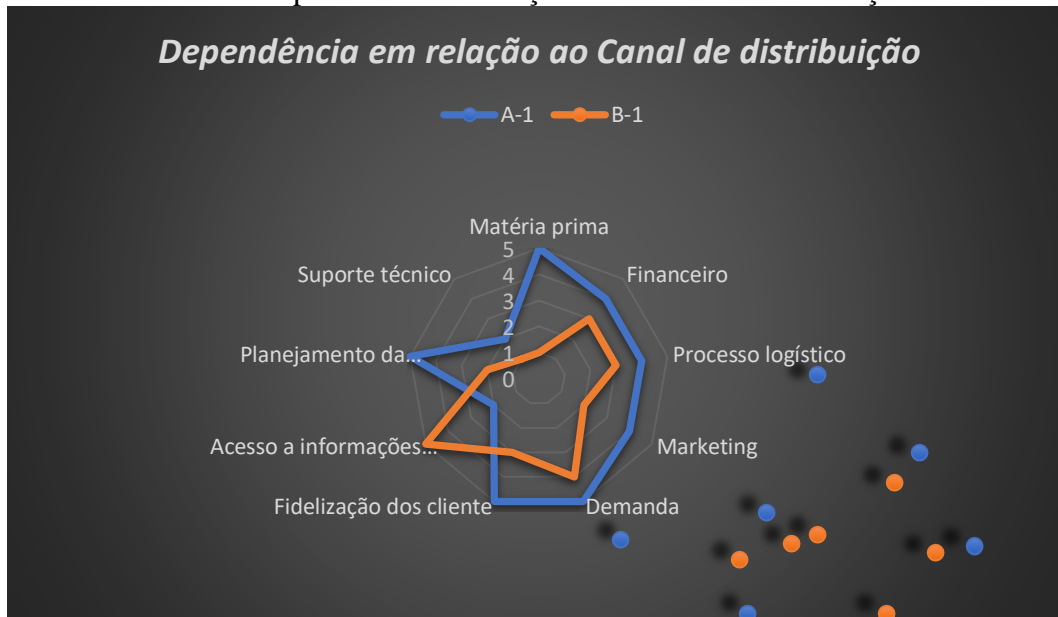 Dependência em relação ao Canal de distribuição
A-1 B-1
Matéria prima
5
Suporte técnico 4 Financeiro
3
2
Planejamento da... 1 Processo logístico
0
Acesso a informações... Marketing
Fidelização dos cliente Demanda